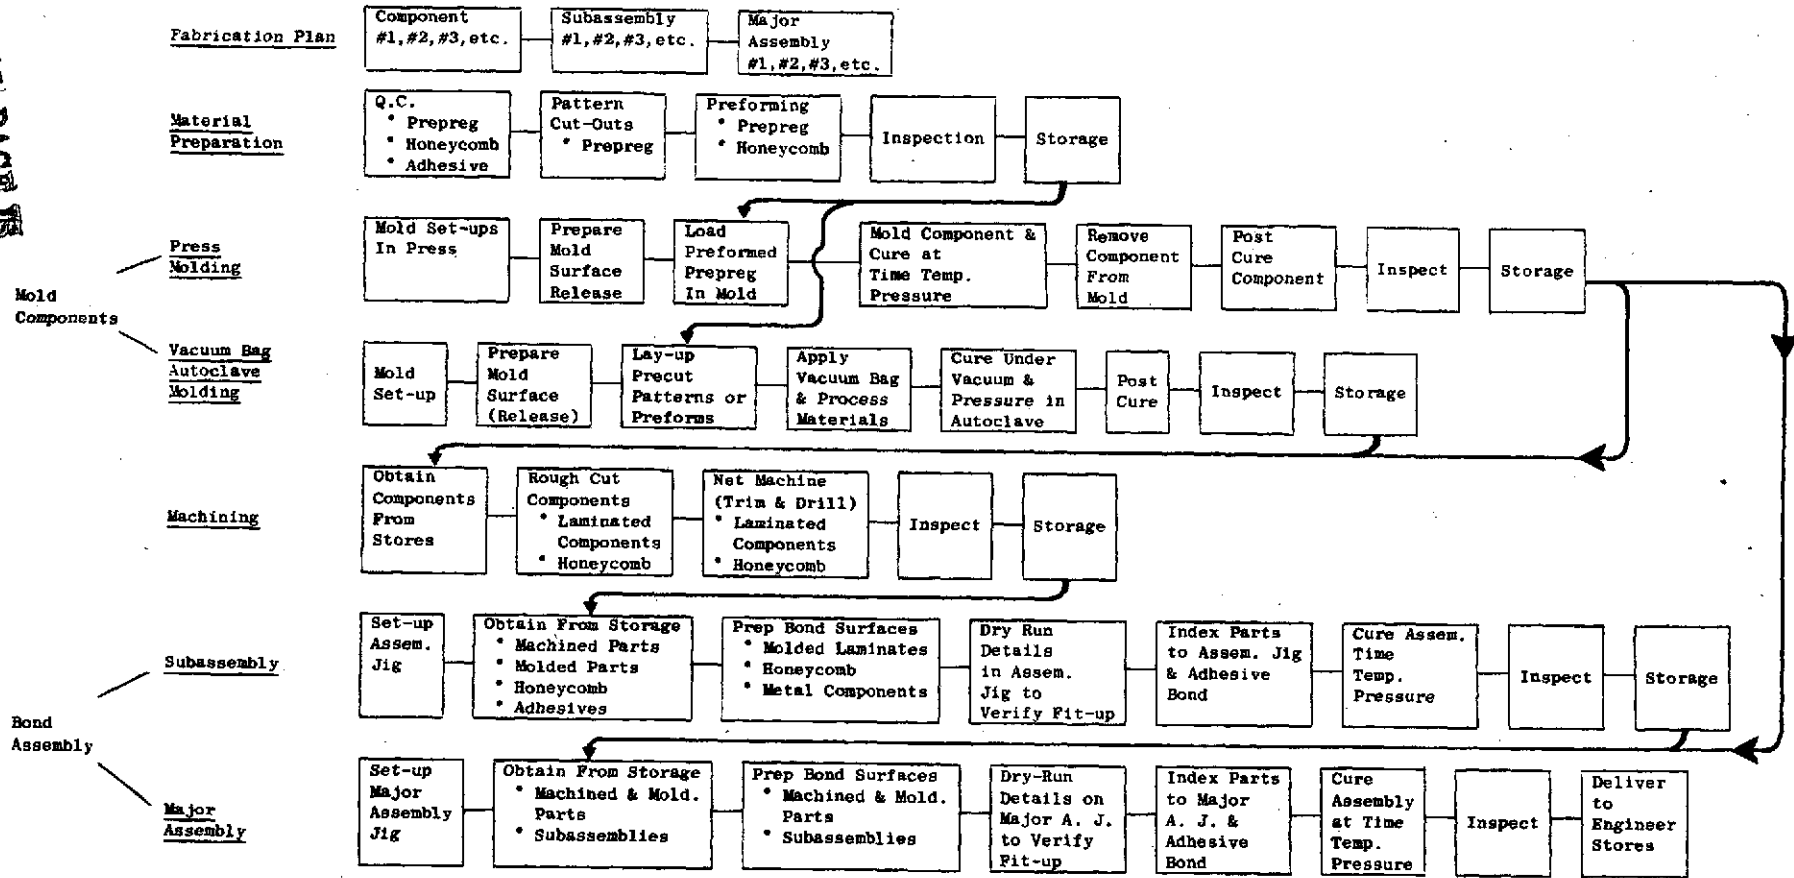 Fabrication Plan
Component
#1,#2,#3,etc.
Subassembly
#1,#2,#3,etc.
Major
Assembly
#1,#2,#3,etc.
Material
Preparation
Q.C.
* Prepreg
* Honeycomb
* Adhesive
Pattern
Cut-Outs
* Prepreg
Preforming
* Prepreg
* Honeycomb
Inspection
Storage
Mold
Components
Press
Molding
Mold Set-ups
In Press
Prepare
Mold
Surface
Release
Load
Preformed
Prepreg
In Mold
Mold Component &
Cure at
Time Temp.
Pressure
Remove
Component
From
Mold
Post
Cure
Component
Inspect
Storage
Vacuum Bag
Autoclave
Molding
Mold
Set-up
Prepare
Mold
Surface
(Release)
Lay-up
Precut
Patterns or
Preforms
Apply
Vacuum Bag
& Process
Materials
Cure Under
Vacuum &
Pressure in
Autoclave
Post
Cure
Inspect
Storage
Machining
Obtain
Components
From
Stores
Rough Cut
Components
* Laminated
Components
* Honeycomb
Net Machine
(Trim & Drill)
* Laminated
Components
* Honeycomb
Inspect
Storage
Bond
Assembly
Subassembly
Set-up
Assem.
Jig
Obtain From Storage
* Machined Parts
* Molded Parts
* Honeycomb
* Adhesives
Prep Bond Surfaces
* Molded Laminates
* Honeycomb
* Metal Components
Dry Run
Details
in Assem.
Jig to
Verify Fit-up
Index Parts
to Assem. Jig
& Adhesive
Bond
Cure Assem.
Time
Temp.
Pressure
Inspect
Storage
Major
Assembly
Set-up
Major
Assembly
Jig
Obtain From Storage
* Machined & Mold.
Parts
* Subassemblies
Prep Bond Surfaces
* Machined & Mold.
Parts
* Subassemblies
Dry-Run
Details on
Major A. J.
to Verify
Fit-up
Index Parts
to Major
A. J. &
Adhesive
Bond
Cure
Assembly
at Time
Temp.
Pressure
Inspect
Deliver
to
Engineer
Stores